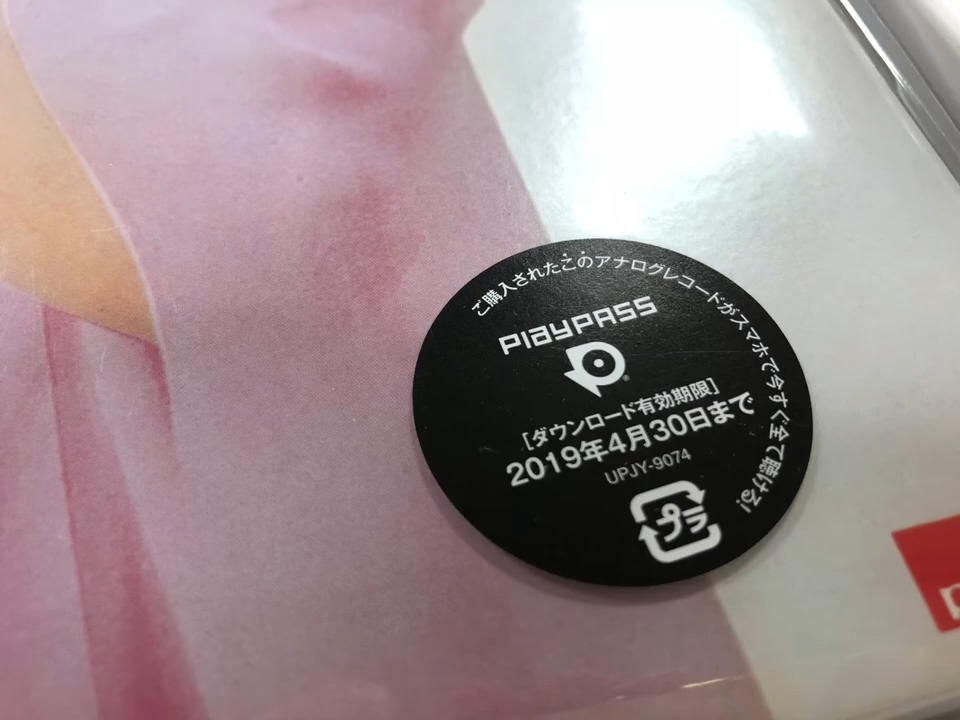 ご購入されたこのアナログレコードがスマホで今すぐ全て聴ける!
PlayPASS
[ダウンロード有効期限]
2019年4月30日まで
UPJY-9074
プラ